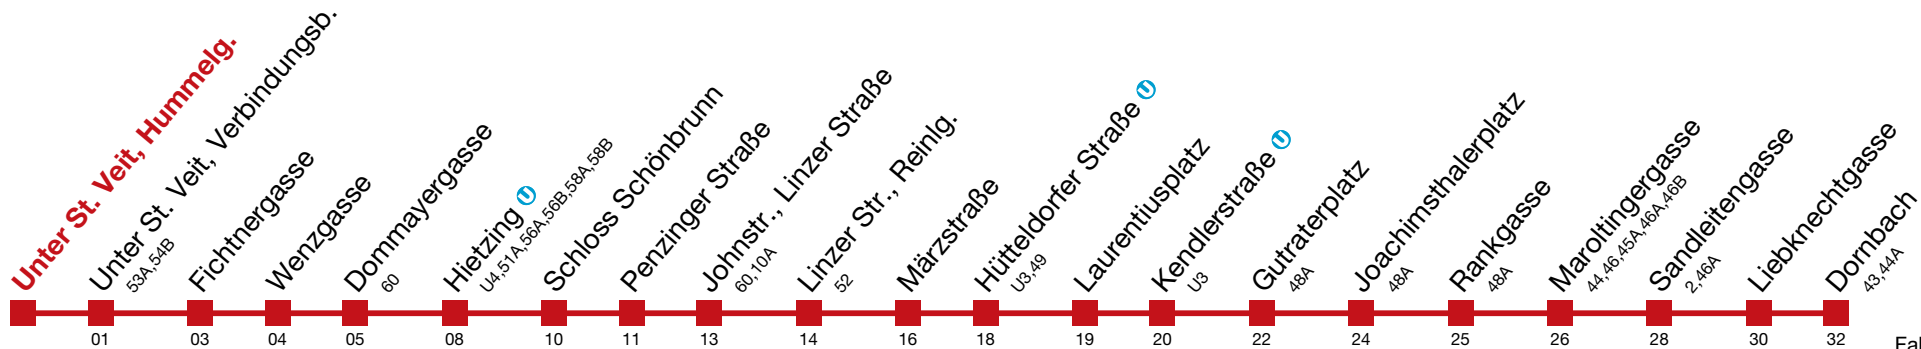 Unter St. Veit, Hummelg.
Unter St. Veit, Verbindungsb.
53A,54B
Fichtnergasse
Wenzgasse
Dommayergasse
60
Hietzing U
U4,51A,56A,56B,58A,58B
Schloss Schönbrunn
Penzinger Straße
Johnstr., Linzer Straße
60,10A
Linzer Str., Reinlg.
52
Märzstraße
Hütteldorfer Straße U
U3,49
Laurentiusplatz
Kendlerstraße U
U3
Gutraterplatz
48A
Joachimsthalerplatz
48A
Rankgasse
48A
Maroltingergasse
44,46,45A,46A,46B
Sandleitengasse
2,46A
Liebknechtgasse
Dornbach
43,44A
01 03 04 05 08 10 11 13 14 16 18 19 20 22 24 25 26 28 30 32